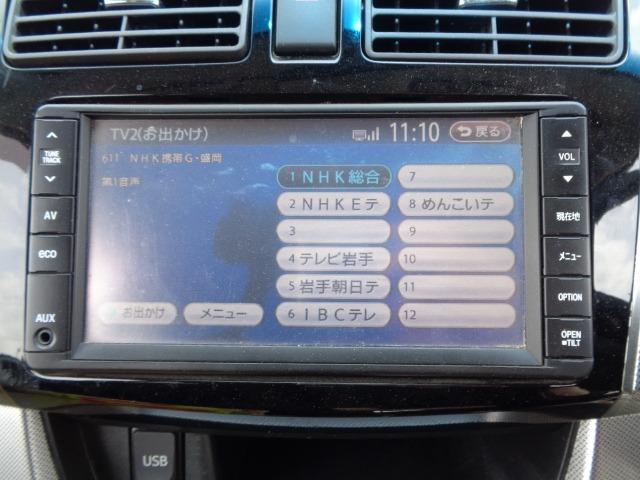 TV2(お出かけ)
11:10
戻る
611 NHK携帯G・盛岡
第1音声
1 NHK総合
2 NHKEテ
3
4 テレビ岩手
5 岩手朝日テ
6 IBCテレ
7
8 めんこいテ
9
10
11
12
お出かけ
メニュー
TUNE
TRACK
AV
eco
AUX
VOL
現在地
メニュー
OPTION
OPEN
TILT
USB